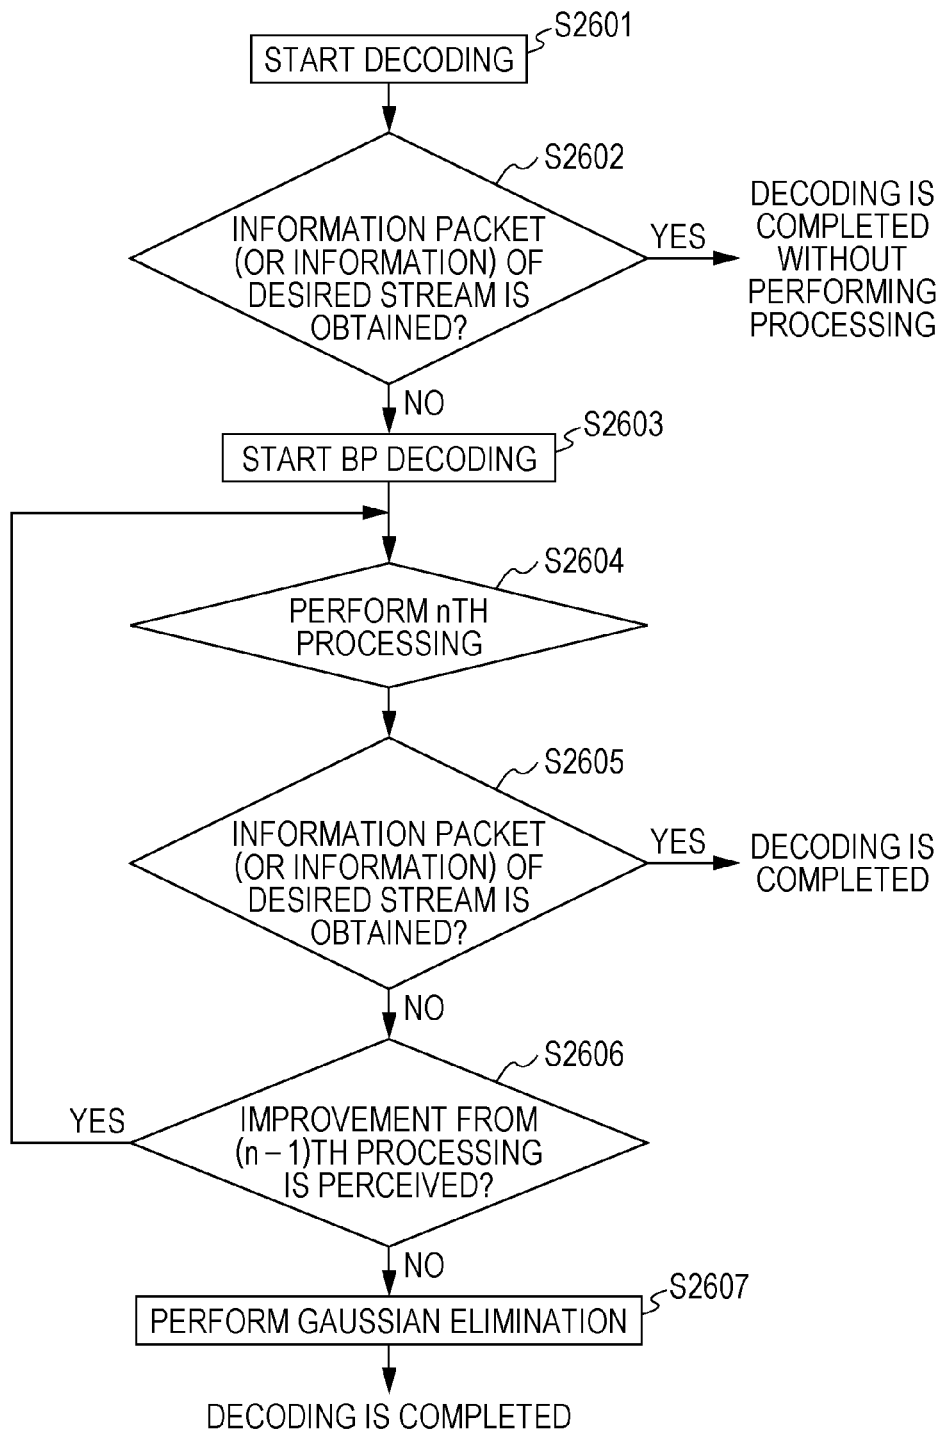 S2601
START DECODING
S2602
INFORMATION PACKET
(OR INFORMATION) OF
DESIRED STREAM IS
OBTAINED?
YES
DECODING IS
COMPLETED
WITHOUT
PERFORMING
PROCESSING
NO
S2603
START BP DECODING
S2604
PERFORM nTH
PROCESSING
S2605
INFORMATION PACKET
(OR INFORMATION) OF
DESIRED STREAM IS
OBTAINED?
YES
DECODING IS
COMPLETED
NO
S2606
YES
IMPROVEMENT FROM
(n – 1)TH PROCESSING
IS PERCEIVED?
NO
S2607
PERFORM GAUSSIAN ELIMINATION
DECODING IS COMPLETED